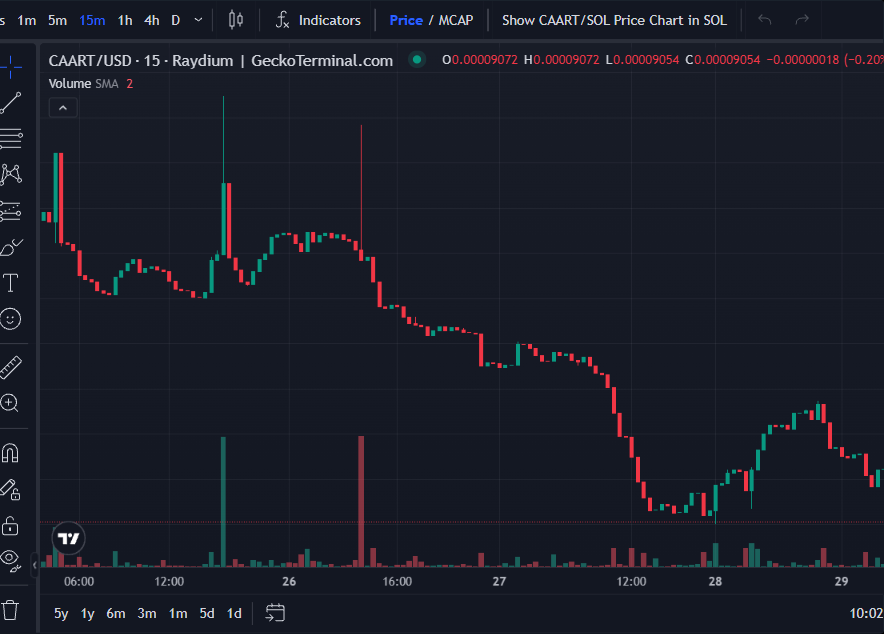 s 1m 5m 15m 1h 4h D Indicators Price / MCAP Show CAART/SOL Price Chart in SOL
CAART/USD · 15 · Raydium | GeckoTerminal.com O0.00009072 H0.00009072 L0.00009054 C0.00009054 −0.00000018 (−0.20%
Volume SMA 2
06:00 12:00 26 16:00 27 12:00 28 29
5y 1y 6m 3m 1m 5d 1d 10:02